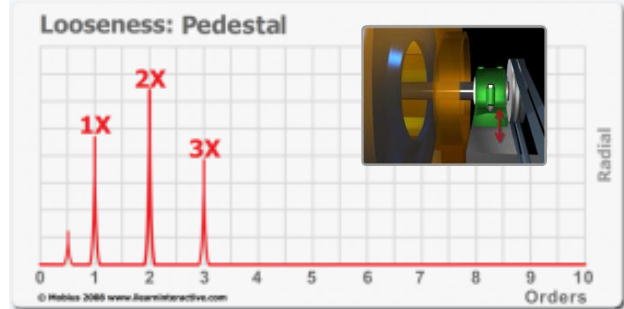 Looseness: Pedestal
2X
1X
3X
Radial
0 1 2 3 4 5 6 7 8 9 10
© Mobius 2008 www.ilearninteractive.com
Orders